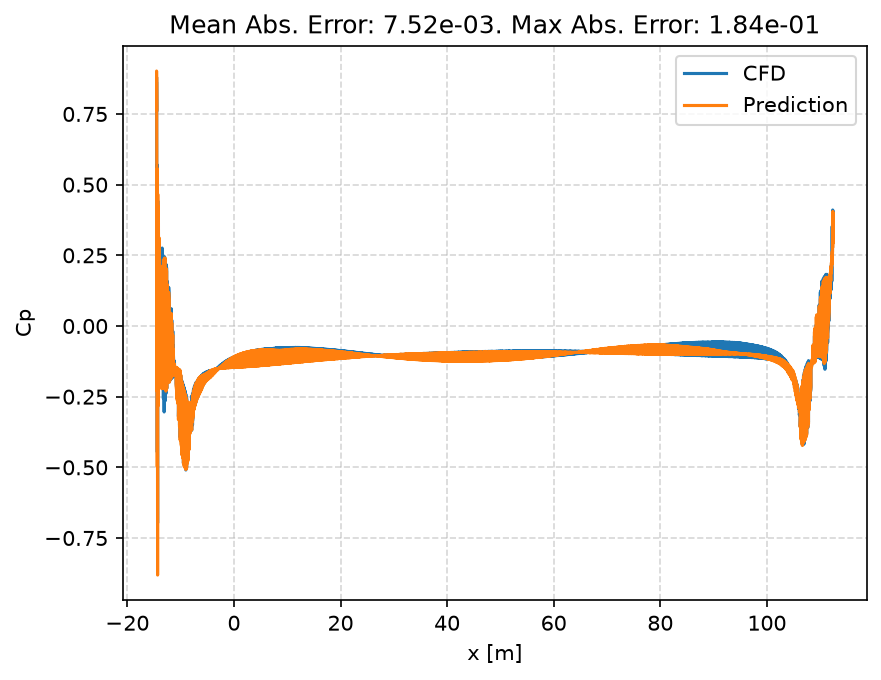 Mean Abs. Error: 7.52e-03. Max Abs. Error: 1.84e-01
CFD
Prediction
0.75
0.50
0.25
0.00
−0.25
−0.50
−0.75
Cp
−20 0 20 40 60 80 100
x [m]